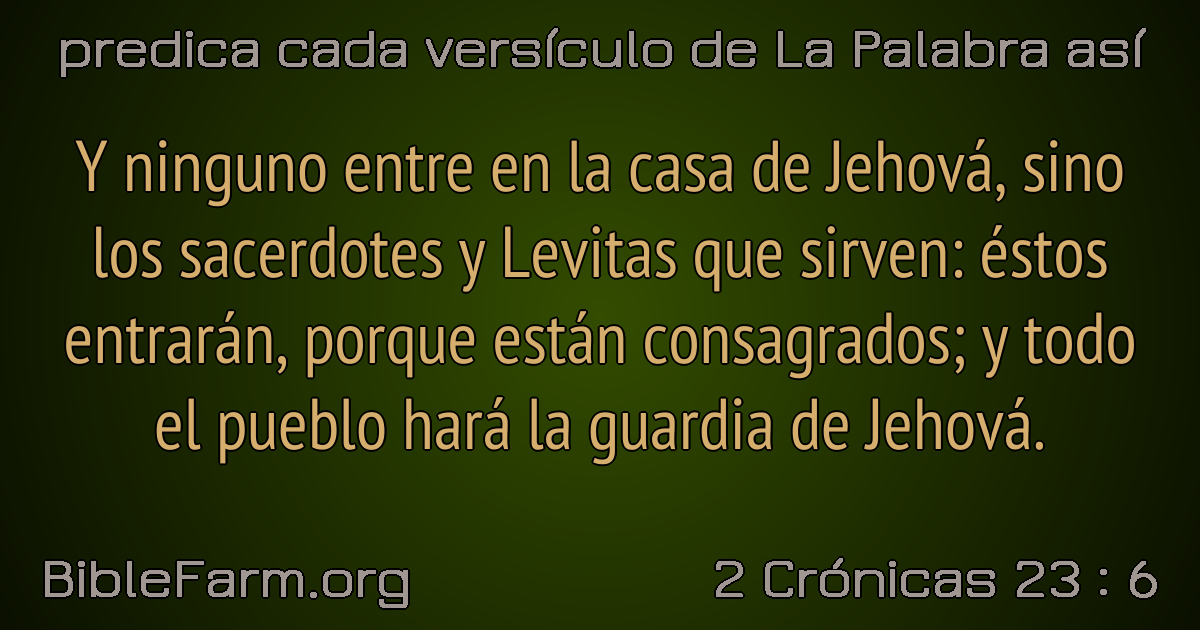 predica cada versículo de La Palabra así
Y ninguno entre en la casa de Jehová, sino
los sacerdotes y Levitas que sirven: éstos
entrarán, porque están consagrados; y todo
el pueblo hará la guardia de Jehová.
BibleFarm.org
2 Crónicas 23 : 6